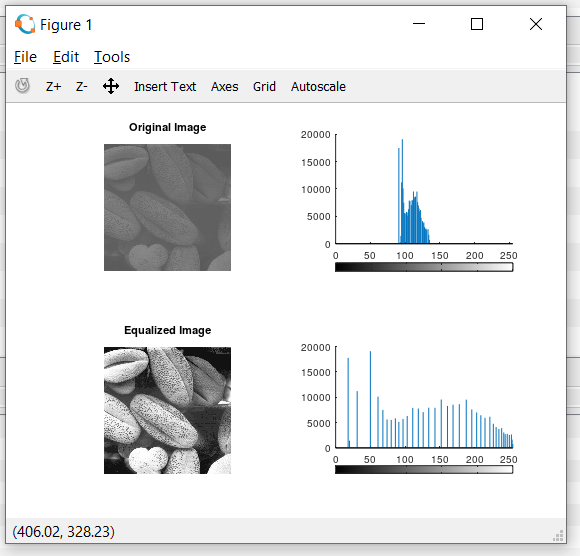 Figure 1
File Edit Tools
Z+ Z- Insert Text Axes Grid Autoscale
Original Image
20000
15000
10000
5000
0
0 50 100 150 200 250
Equalized Image
20000
15000
10000
5000
0
0 50 100 150 200 250
(406.02, 328.23)